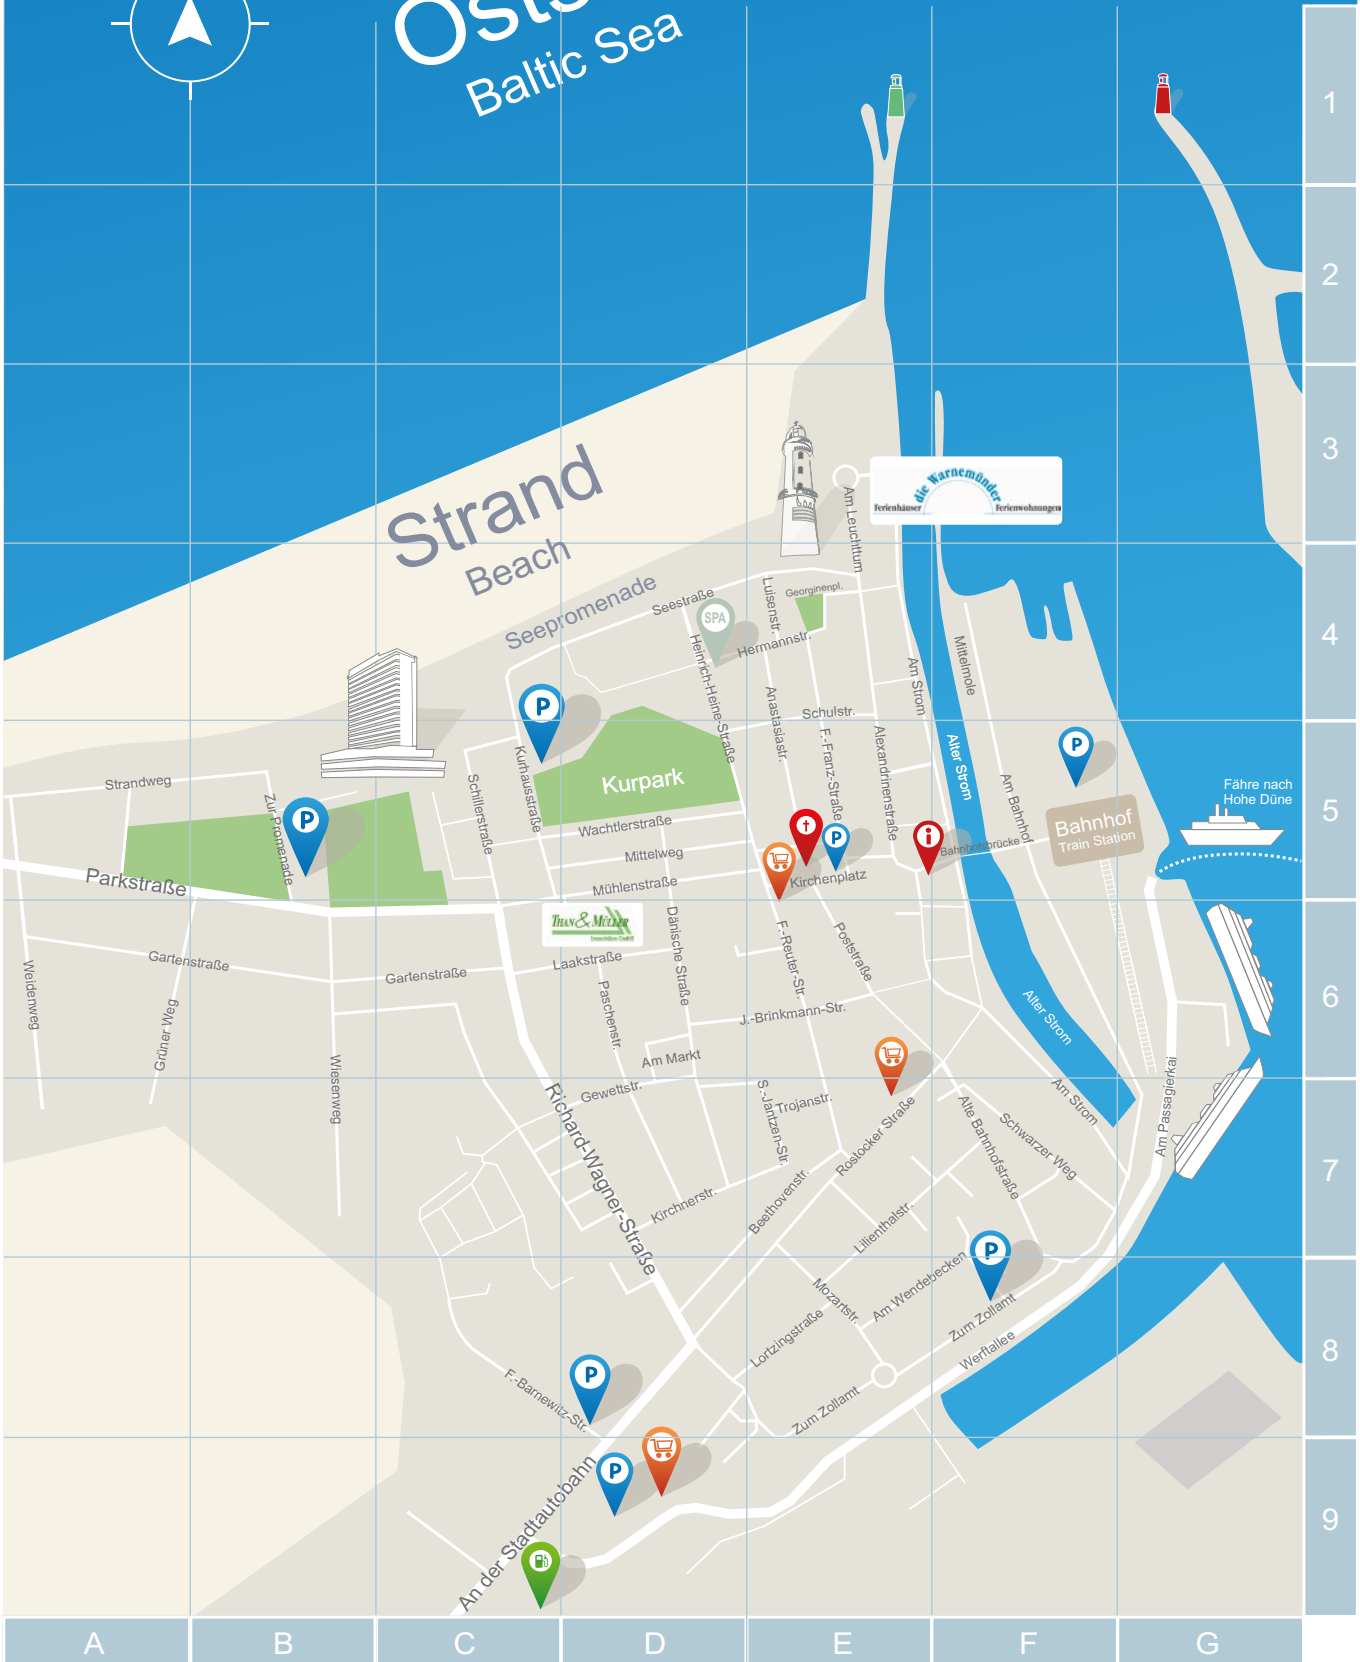 Baltic Sea
1
2
3
Strand
Beach
die Warnemünder
Ferienhäuser
Ferienwohnungen
Am Leuchttum
Seepromenade
Seestraße
SPA
Luisenstr.
Georginenpl.
Hermannstr.
Heinrich-Heine-Straße
4
Mittelmole
Am Strom
P
Anastasiastr.
Schulstr.
F.-Franz-Straße
Alexandrinenstraße
Alter Strom
P
Am Bahnhof
Fähre nach
Hohe Düne
Strandweg
Zur Promenade
P
Schillerstraße
Kurhausstraße
Kurpark
Wachtlerstraße
Mittelweg
Mühlenstraße
P
Kirchenplatz
Bahnhofsbrücke
Bahnhof
Train Station
5
Parkstraße
THAN & MÜLLER
Immobilien GmbH
Weidenweg
Gartenstraße
Grüner Weg
Gartenstraße
Laakstraße
Dänische Straße
Paschenstr.
F.-Reuter-Str.
Poststraße
J.-Brinkmann-Str.
Am Markt
Alter Strom
6
Wiesenweg
Gewettstr.
Richard-Wagner-Straße
S.-Jantzen-Str.
Trojanstr.
Rostocker Straße
Am Strom
Alte Bahnhofstraße
Schwarzer Weg
Am Passagierkai
7
Kirchnerstr.
Beethovenstr.
Lilienthalstr.
P
Mozartstr.
Am Wendebecken
Zum Zollamt
Lortzingstraße
Werftallee
8
P
F.-Barnewitz-Str.
Zum Zollamt
P
An der Stadtautobahn
9
A
B
C
D
E
F
G